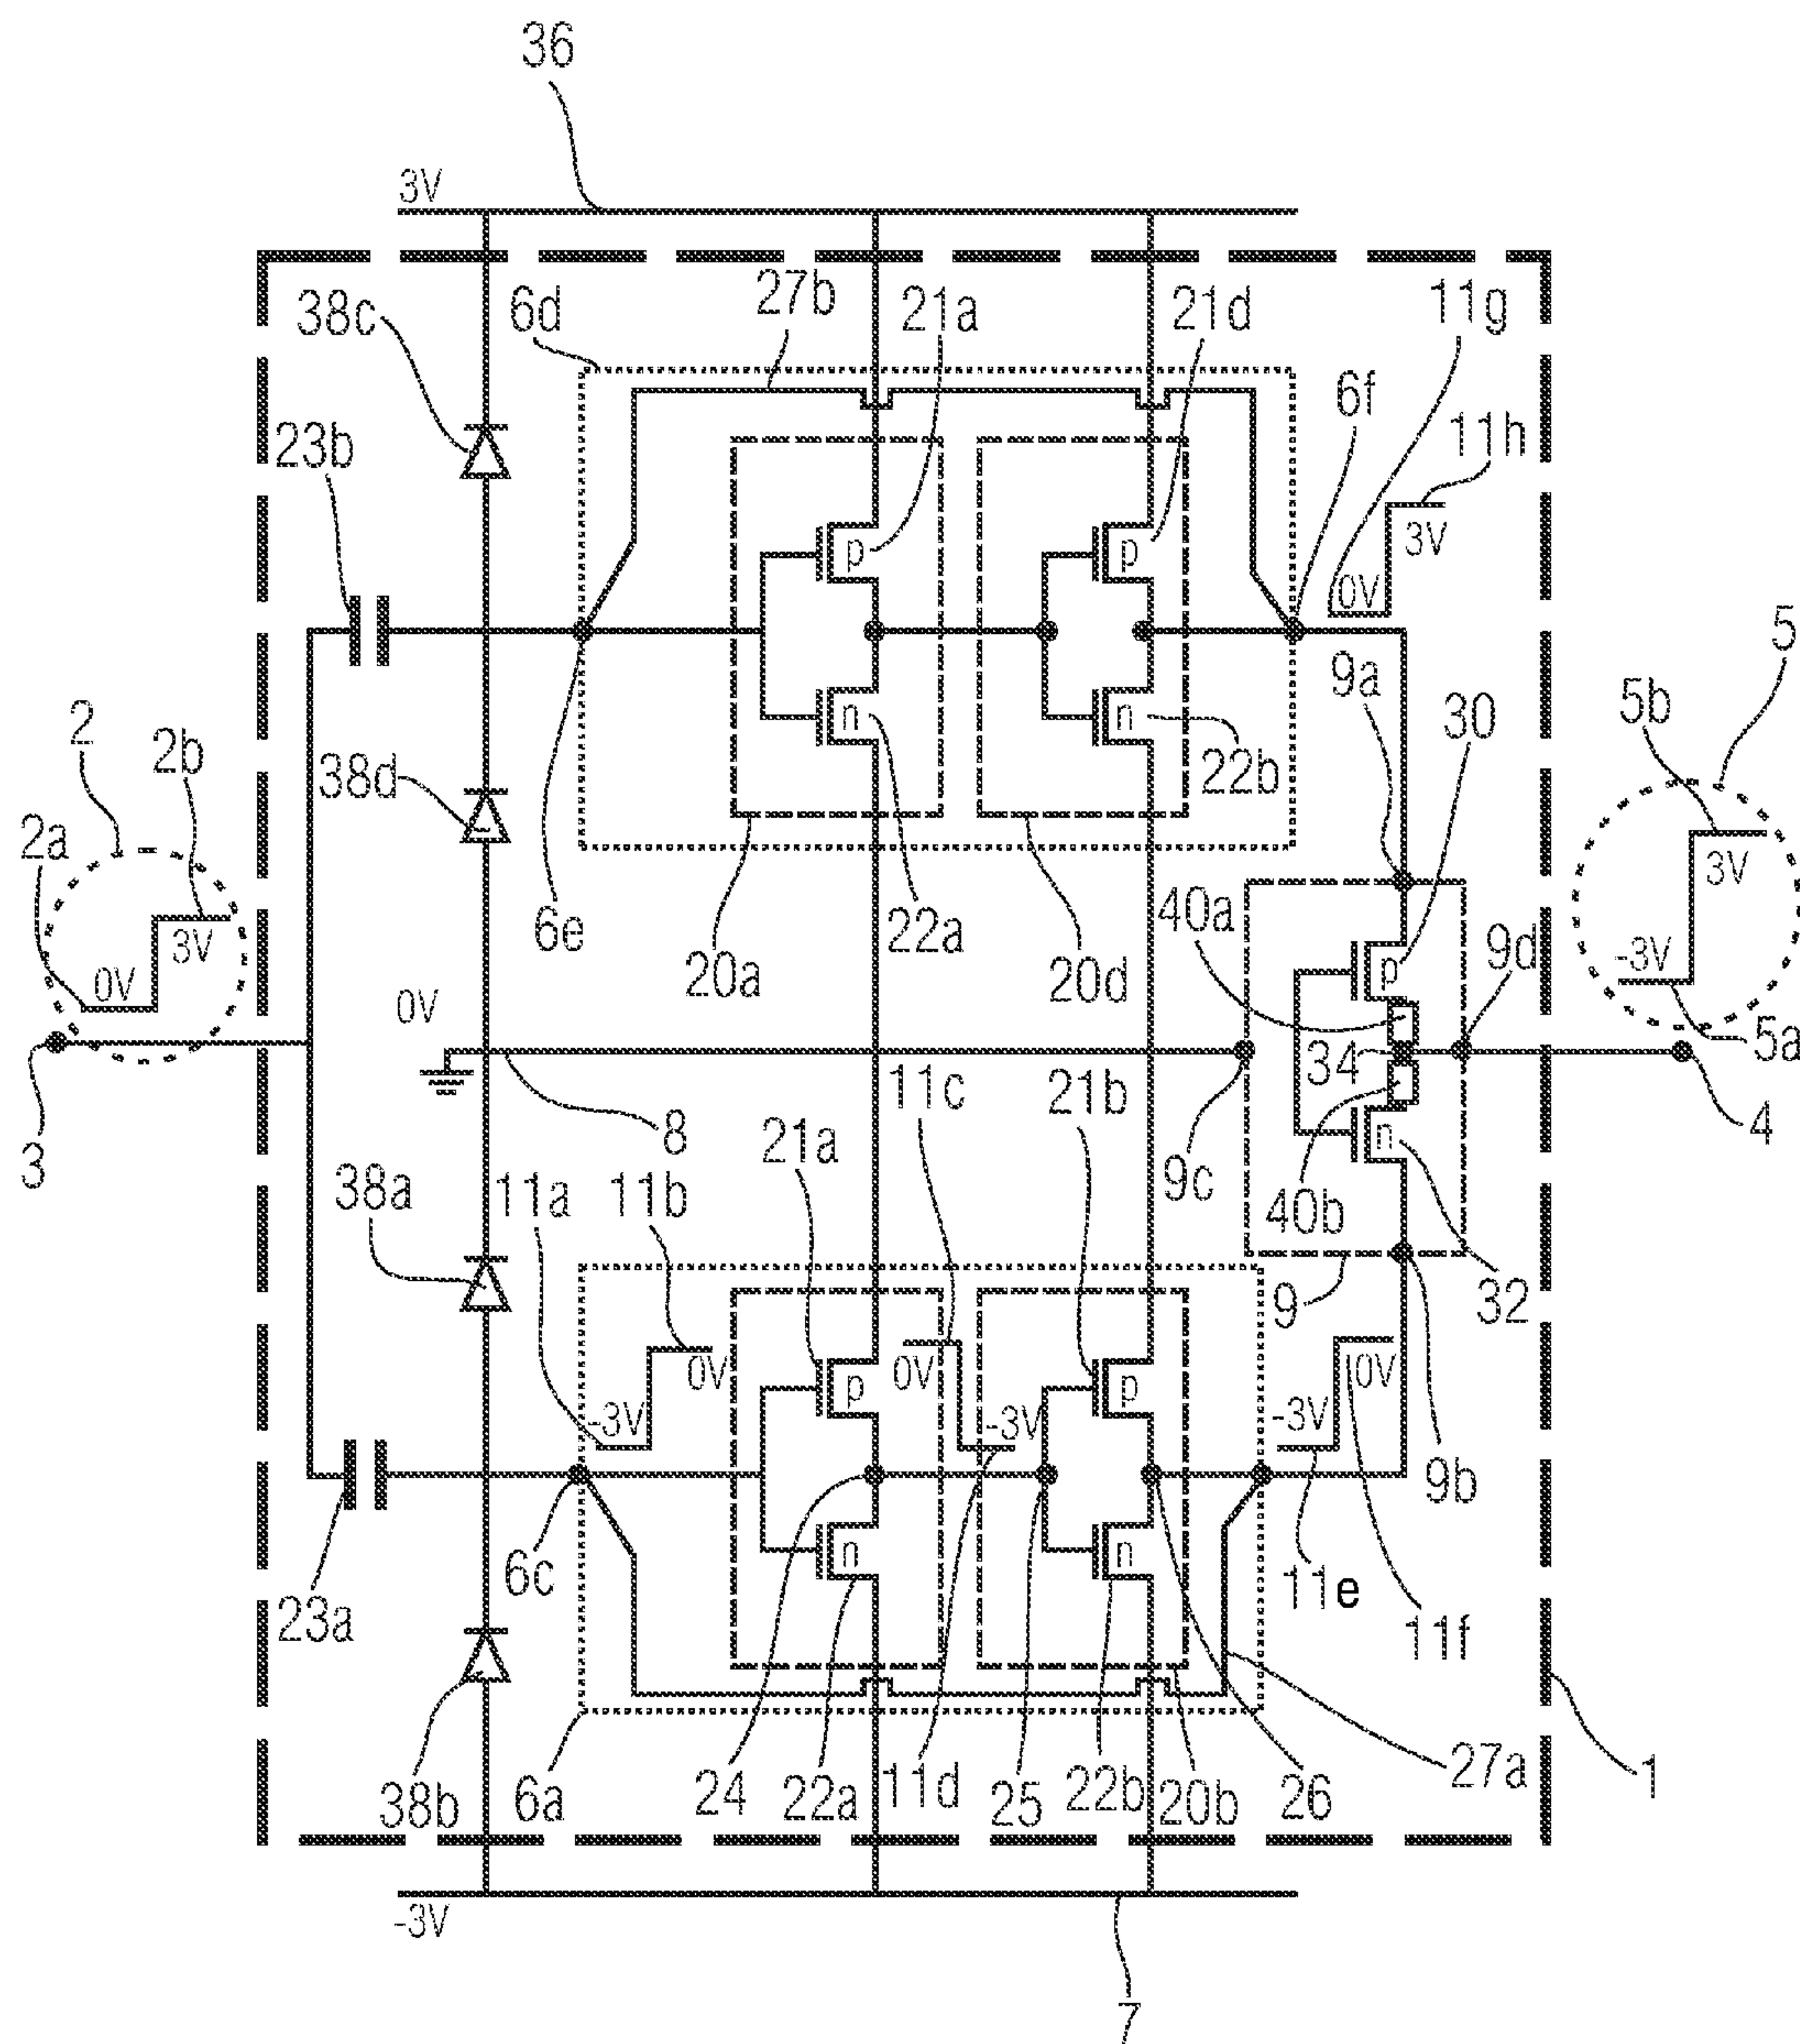 36
3V
38c
6d
27b
21a
21d
11g
6f
11h
23b
p
p
3V
0V
5
9a
2
2b
n
n
30
5b
38d
22b
2a
3V
3V
6e
22a
40a
9d
0V
20a
20d
p
-3V
0V
34
5a
11c
21b
3
8
21a
n
4
9c
38a
11a
11b
40b
9
32
0V
0V
0V
p
p
-3V
-3V
-3V
9b
6c
n
n
11e
23a
11f
38b
6a
24
22a
11d
25
22b
20b
26
27a
1
-3V
7